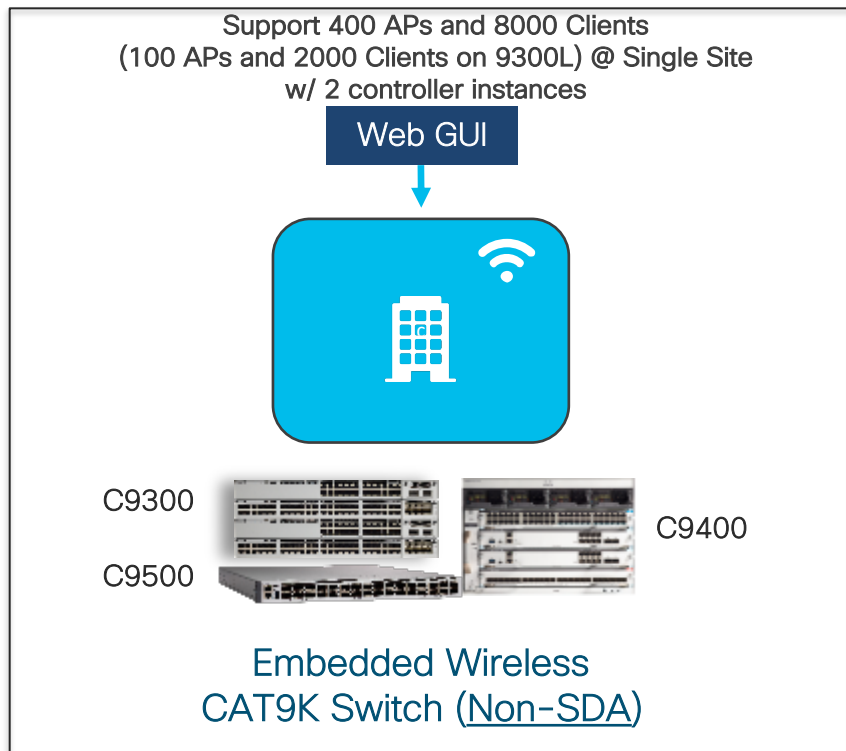 Support 400 APs and 8000 Clients
(100 APs and 2000 Clients on 9300L) @ Single Site
w/ 2 controller instances
Web GUI
C9300
C9400
C9500
Embedded Wireless
CAT9K Switch (Non-SDA)